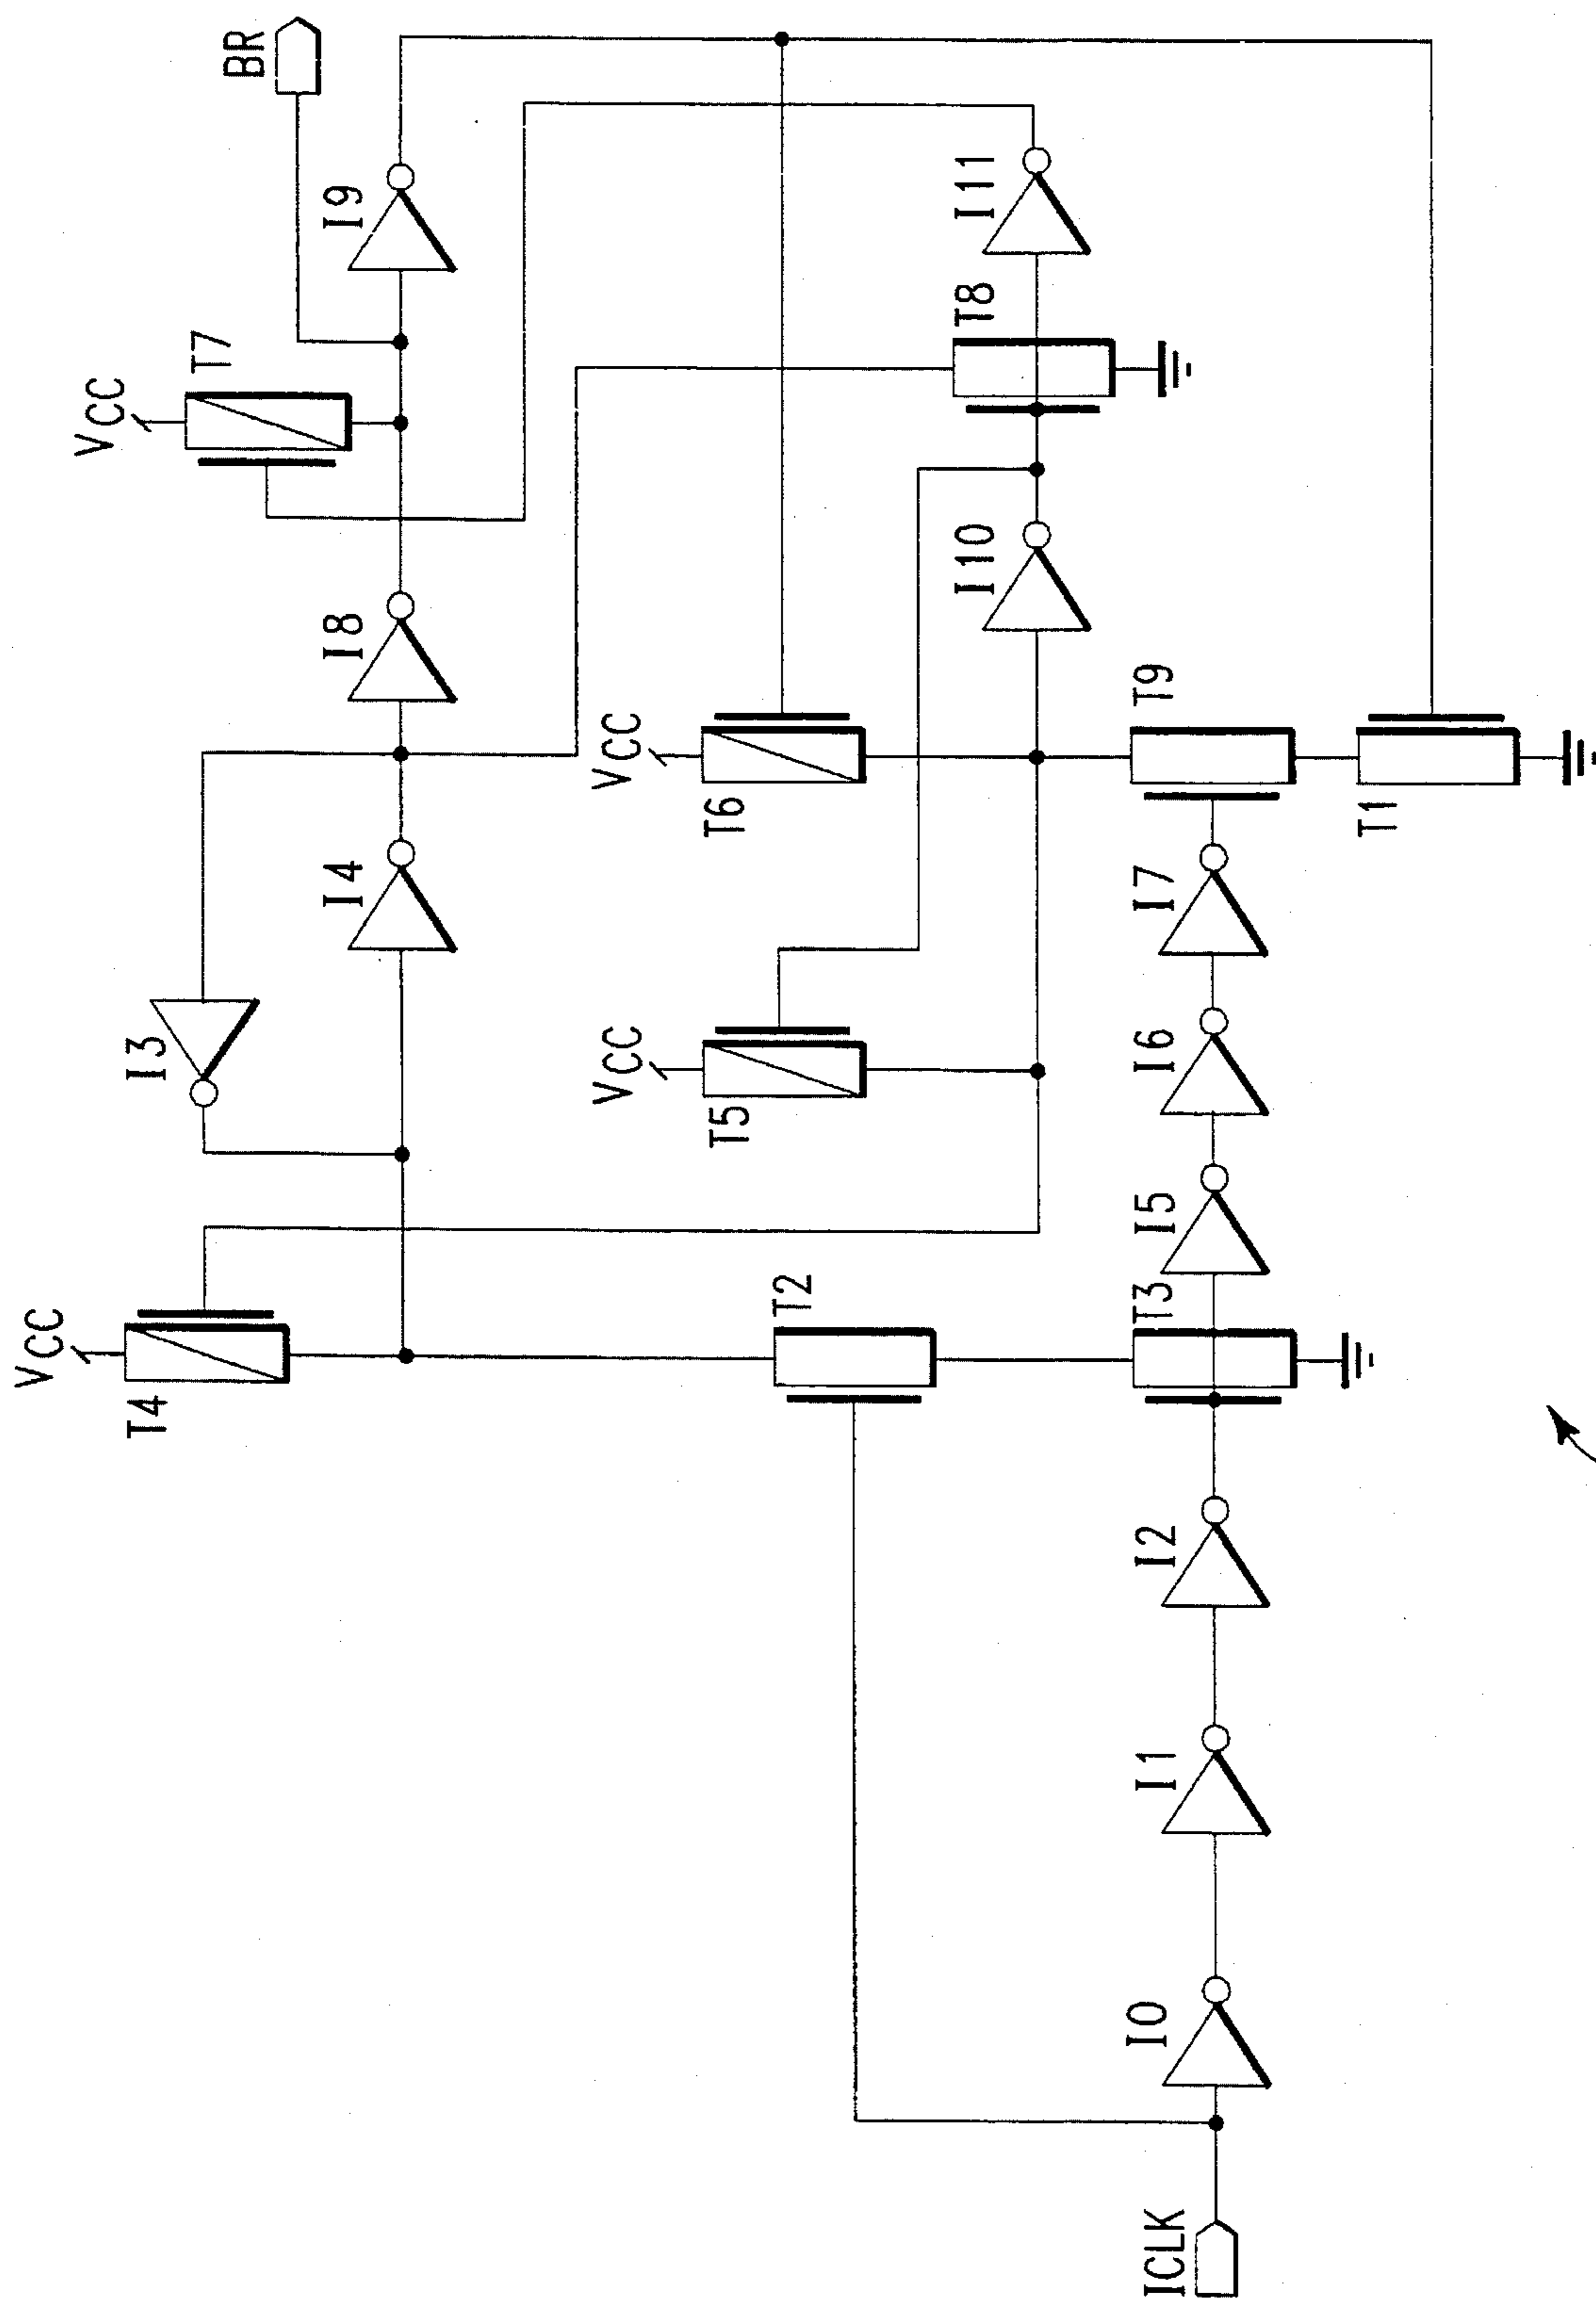 BR
I9
T7
VCC
I11
T8
I8
I10
T9
VCC
T6
T1
I4
I7
I3
I6
VCC
T5
I5
T3
T2
VCC
T4
I2
I1
I0
ICLK